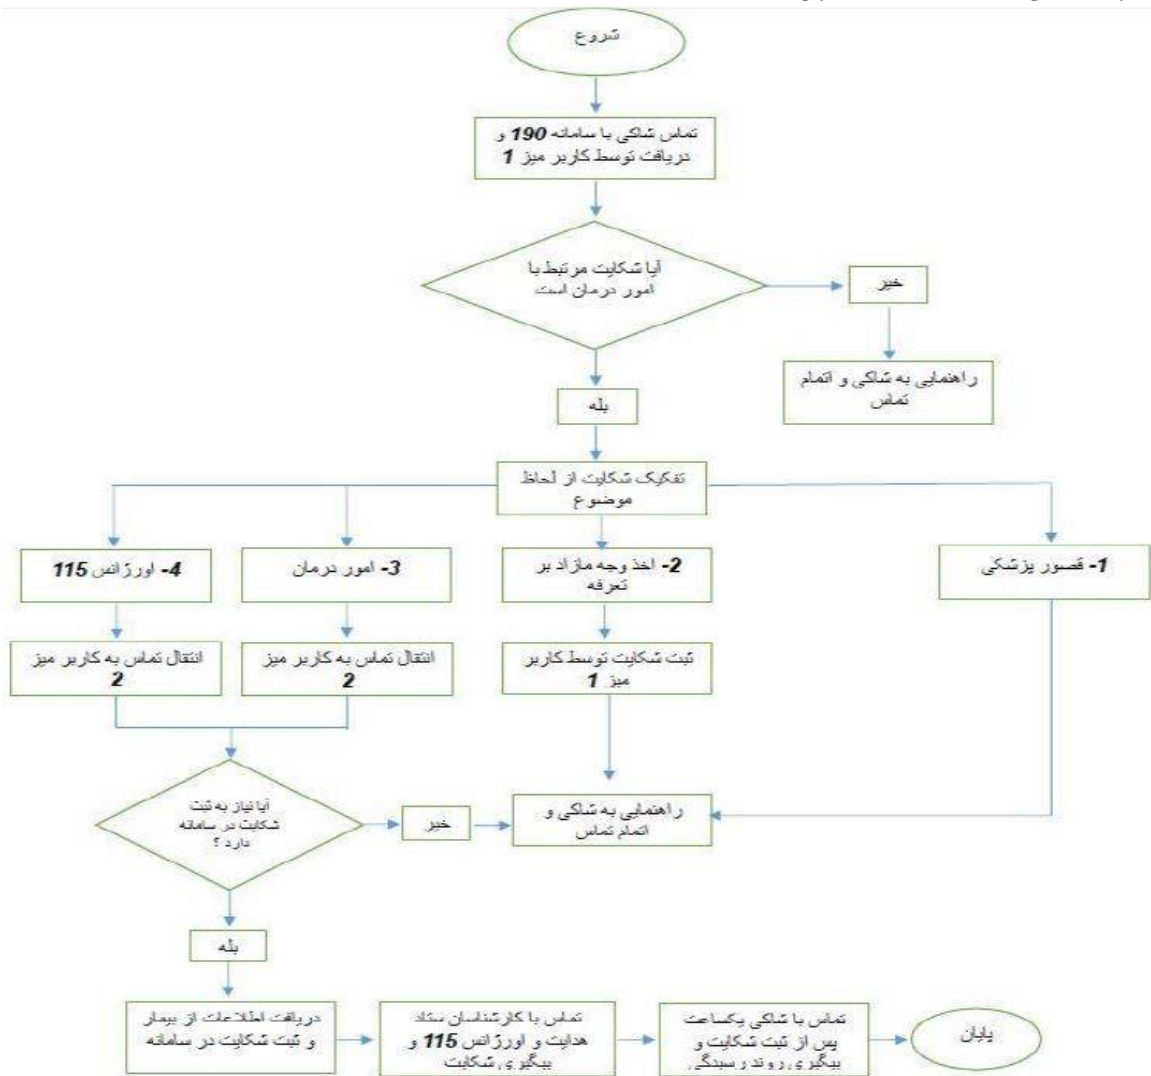 شروع
تماس شاکی با سامانه 190 و
دریافت توسط کاربر میز 1
آیا شکایت مرتبط با
امور درمان است
خیر
راهنمایی به شاکی و اتمام
تماس
بله
تفکیک شکایت از لحاظ
موضوع
1- قصور پزشکی
2- اخذ وجه مازاد بر
تعرفه
3- امور درمان
4- اورژانس 115
ثبت شکایت توسط کاربر
میز 1
انتقال تماس به کاربر میز
2
انتقال تماس به کاربر میز
2
آیا نیاز به ثبت
شکایت در سامانه
دارد ؟
خیر
راهنمایی به شاکی و
اتمام تماس
بله
دریافت اطلاعات از بیمار
و ثبت شکایت در سامانه
تماس با کارشناسان ستاد
هدایت و اورژانس 115 و
پیگیری شکایت
تماس با شاکی یکساعت
پس از ثبت شکایت و
پیگیری روند رسیدگی
پایان